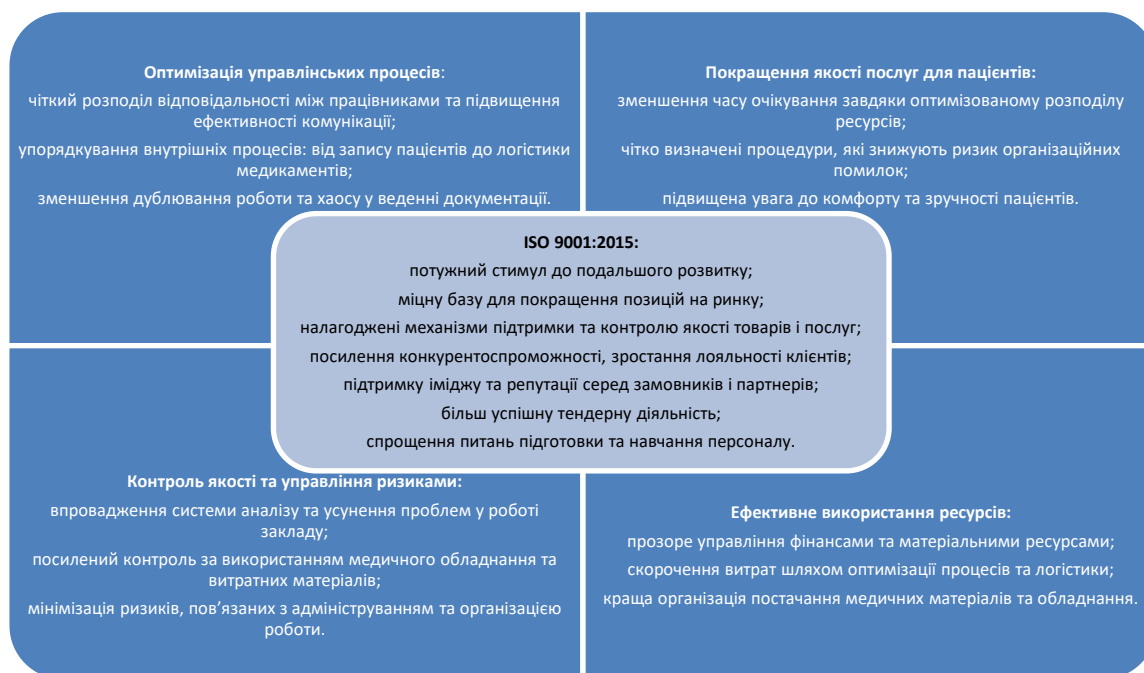 Оптимізація управлінських процесів:
чіткий розподіл відповідальності між працівниками та підвищення
ефективності комунікації;
упорядкування внутрішніх процесів: від запису пацієнтів до логістики
медикаментів;
зменшення дублювання роботи та хаосу у веденні документації.
Покращення якості послуг для пацієнтів:
зменшення часу очікування завдяки оптимізованому розподілу
ресурсів;
чітко визначені процедури, які знижують ризик організаційних
помилок;
підвищена увага до комфорту та зручності пацієнтів.
ISO 9001:2015:
потужний стимул до подальшого розвитку;
міцну базу для покращення позицій на ринку;
налагоджені механізми підтримки та контролю якості товарів і послуг;
посилення конкурентоспроможності, зростання лояльності клієнтів;
підтримку іміджу та репутації серед замовників і партнерів;
більш успішну тендерну діяльність;
спрощення питань підготовки та навчання персоналу.
Контроль якості та управління ризиками:
впровадження системи аналізу та усунення проблем у роботі
закладу;
посилений контроль за використанням медичного обладнання та
витратних матеріалів;
мінімізація ризиків, пов’язаних з адмініструванням та організацією
роботи.
Ефективне використання ресурсів:
прозоре управління фінансами та матеріальними ресурсами;
скорочення витрат шляхом оптимізації процесів та логістики;
краща організація постачання медичних матеріалів та обладнання.